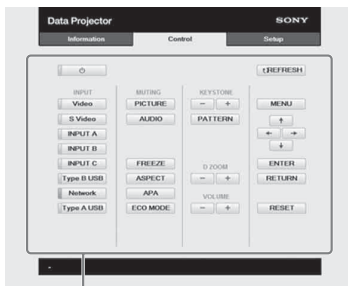 Data Projector
SONY
Information
Control
Setup
REFRESH
INPUT
MUTING
KEYSTONE
Video
PICTURE
- +
MENU
S Video
AUDIO
PATTERN
INPUT A
INPUT B
INPUT C
FREEZE
D ZOOM
ENTER
Type B USB
ASPECT
- +
RETURN
Network
APA
VOLUME
Type A USB
ECO MODE
- +
RESET